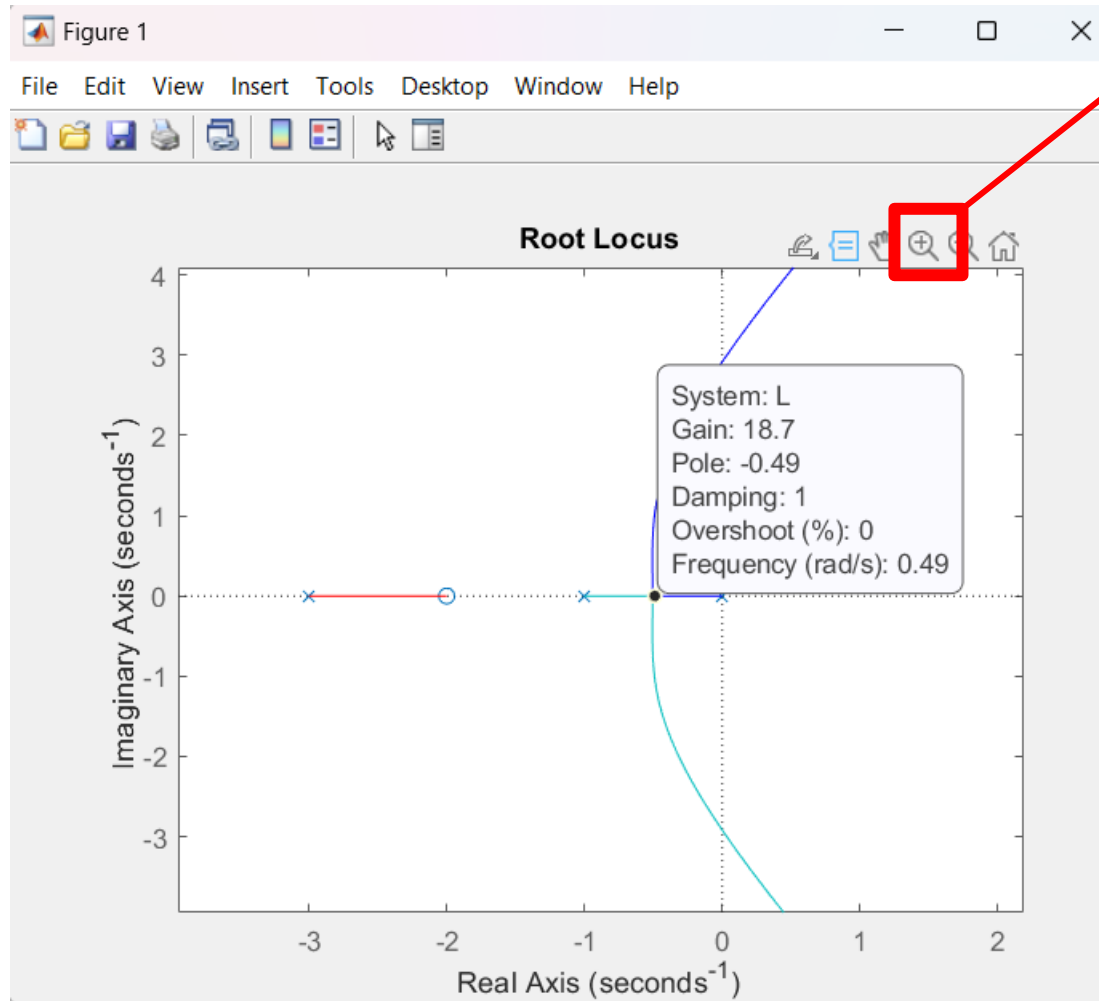 Figure 1
File Edit View Insert Tools Desktop Window Help
Root Locus
System: L
Gain: 18.7
Pole: -0.49
Damping: 1
Overshoot (%): 0
Frequency (rad/s): 0.49
4
3
2
1
0
-1
-2
-3
Imaginary Axis (seconds⁻¹)
-3 -2 -1 0 1 2
Real Axis (seconds⁻¹)